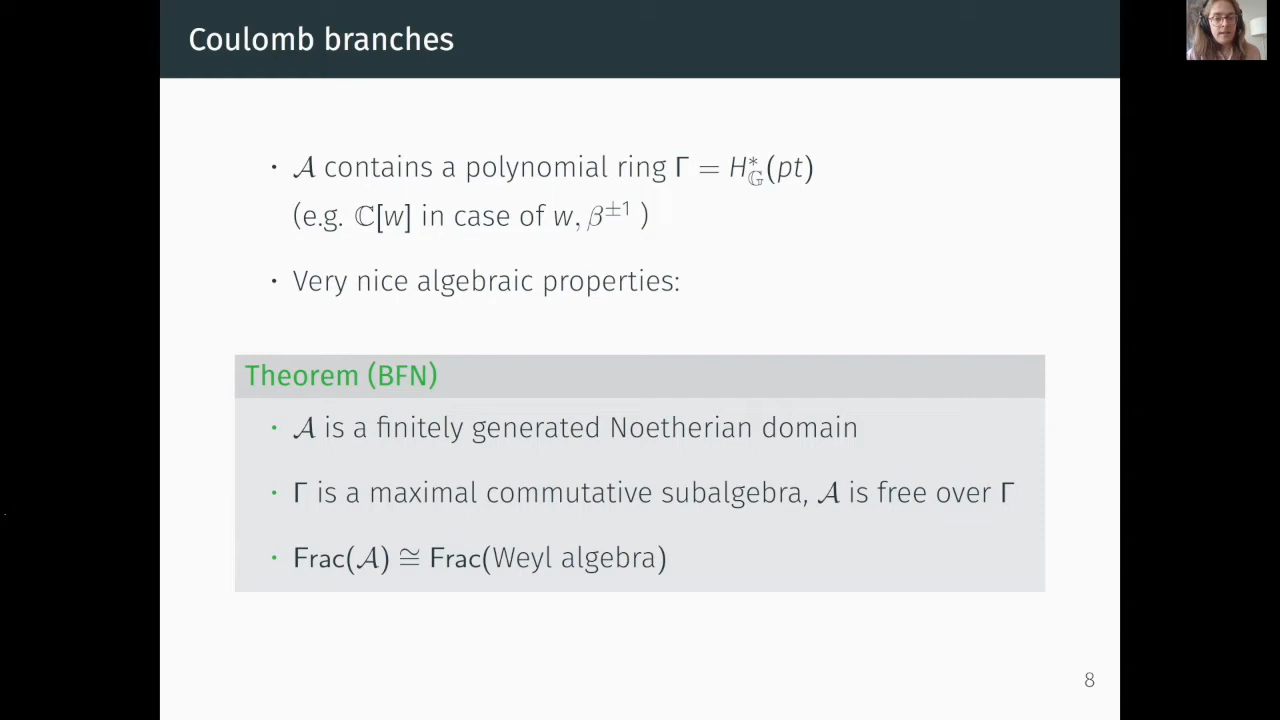 Coulomb branches
· 𝒜 contains a polynomial ring Γ = H*_𝔾(pt)
(e.g. ℂ[w] in case of w, β^±1 )
· Very nice algebraic properties:
Theorem (BFN)
· 𝒜 is a finitely generated Noetherian domain
· Γ is a maximal commutative subalgebra, 𝒜 is free over Γ
· Frac(𝒜) ≅ Frac(Weyl algebra)
8